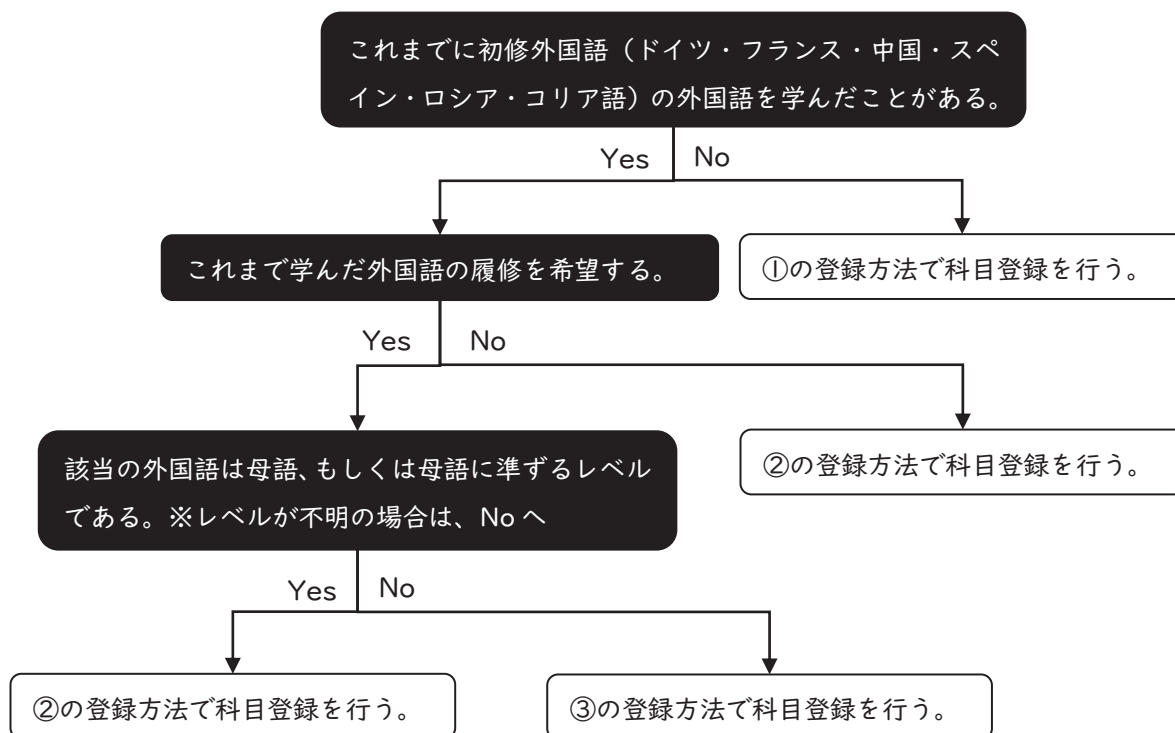 これまでに初修外国語（ドイツ・フランス・中国・スペ
イン・ロシア・コリア語）の外国語を学んだことがある。
Yes No
これまで学んだ外国語の履修を希望する。
①の登録方法で科目登録を行う。
Yes No
該当の外国語は母語、もしくは母語に準ずるレベル
である。※レベルが不明の場合は、No へ
②の登録方法で科目登録を行う。
Yes No
②の登録方法で科目登録を行う。
③の登録方法で科目登録を行う。